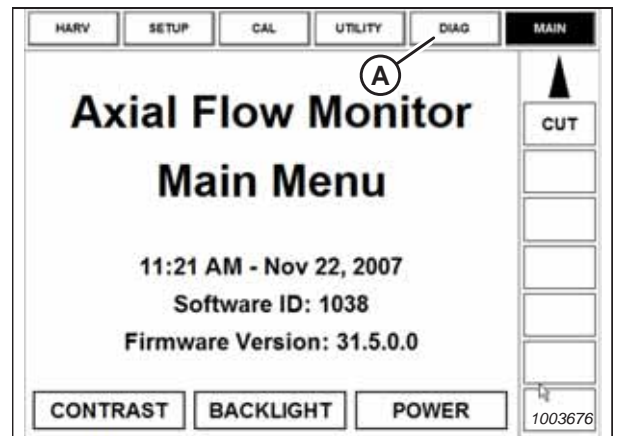 HARV SETUP CAL UTILITY DIAG MAIN
A
CUT
Axial Flow Monitor
Main Menu
11:21 AM - Nov 22, 2007
Software ID: 1038
Firmware Version: 31.5.0.0
CONTRAST BACKLIGHT POWER
1003676